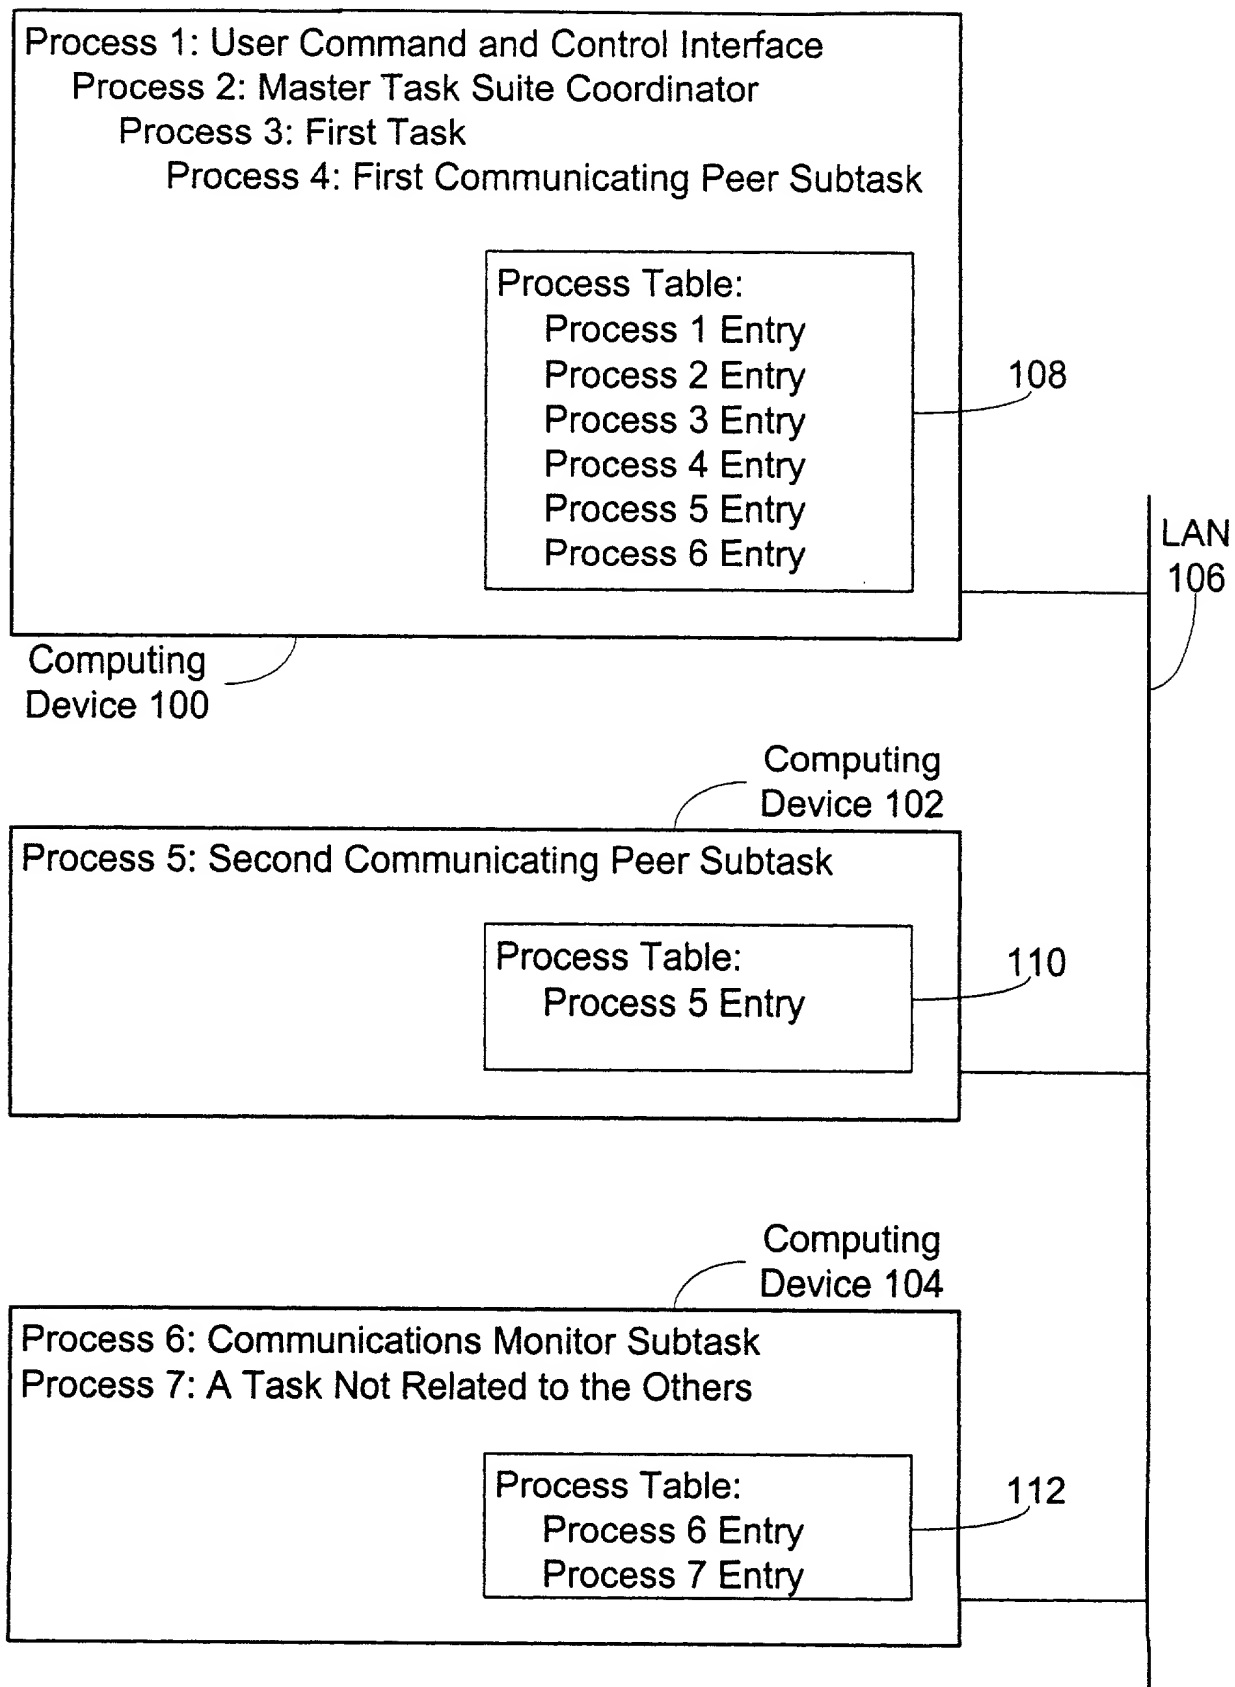 Process 1: User Command and Control Interface
Process 2: Master Task Suite Coordinator
Process 3: First Task
Process 4: First Communicating Peer Subtask
Process Table:
Process 1 Entry
Process 2 Entry
Process 3 Entry
Process 4 Entry
Process 5 Entry
Process 6 Entry
108
LAN
106
Computing
Device 100
Computing
Device 102
Process 5: Second Communicating Peer Subtask
Process Table:
Process 5 Entry
110
Computing
Device 104
Process 6: Communications Monitor Subtask
Process 7: A Task Not Related to the Others
Process Table:
Process 6 Entry
Process 7 Entry
112